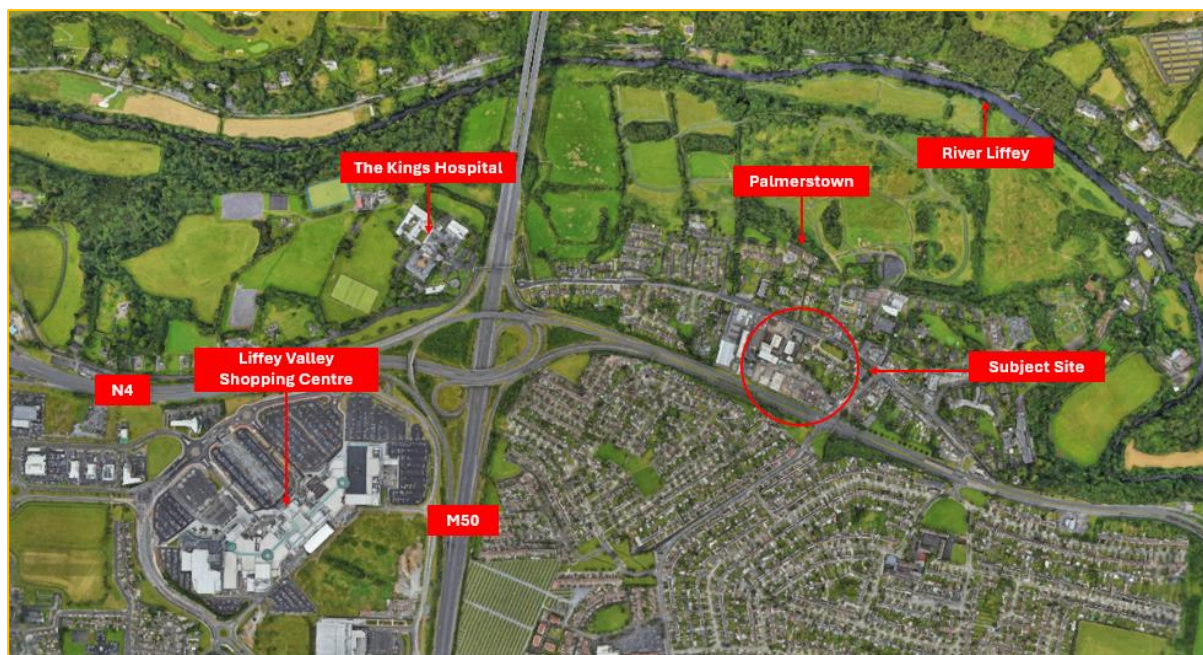 River Liffey
The Kings Hospital
Palmerstown
Liffey Valley
Shopping Centre
Subject Site
N4
M50